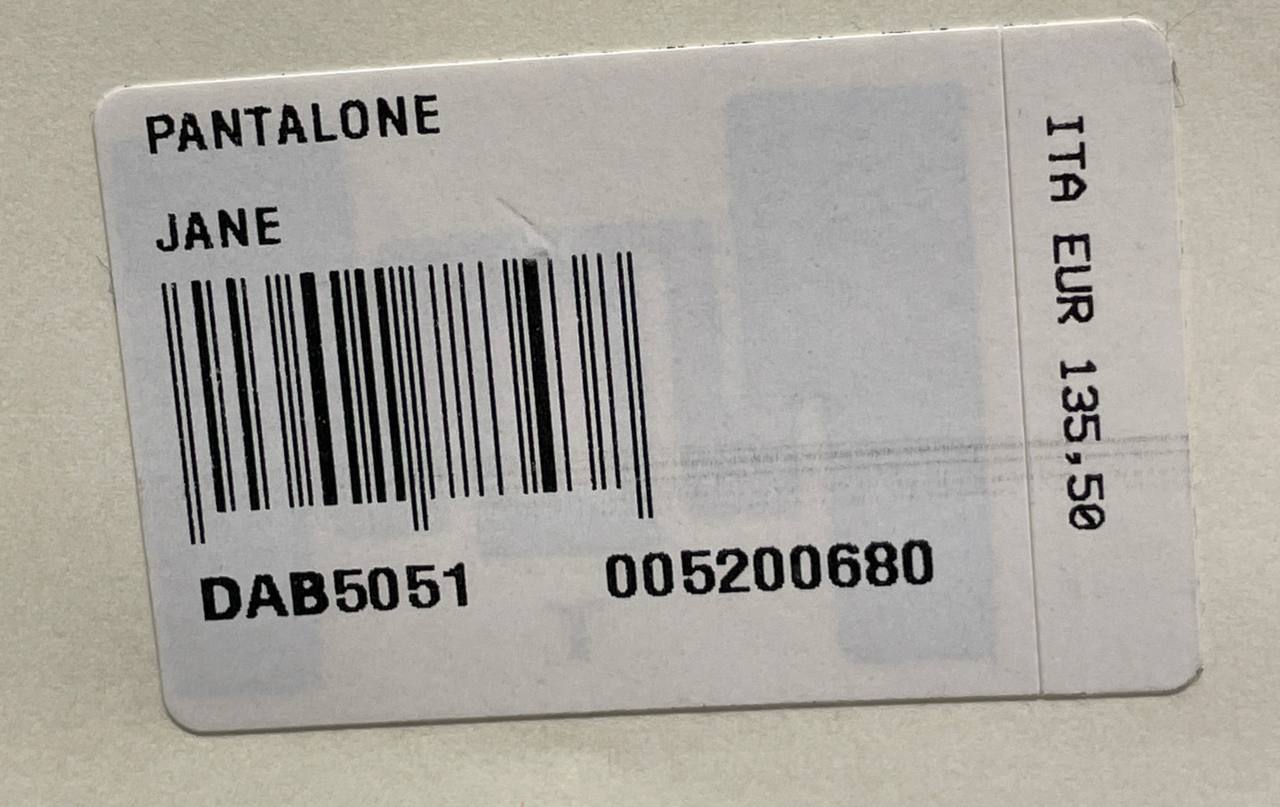 PANTALONE
JANE
DAB5051 005200680
ITA EUR 135,50